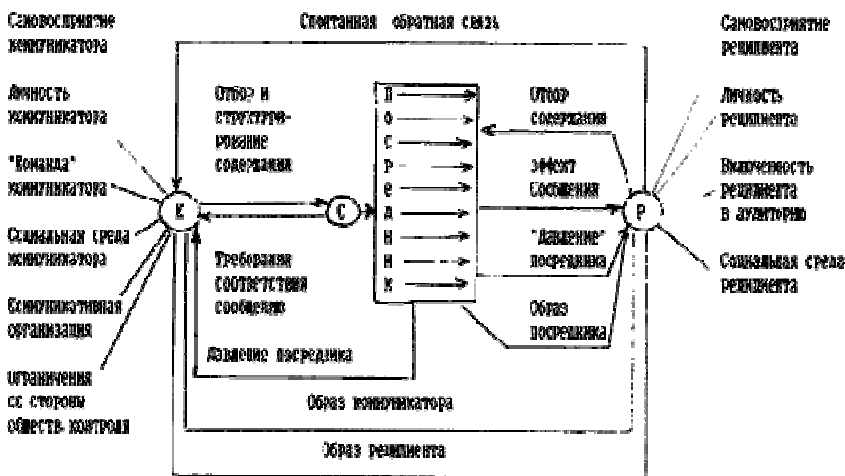 Самовосприятие
коммуникатора
Личность
коммуникатора
"Команда"
коммуникатора
Социальная среда
коммуникатора
Коммуникативная
организация
Ограничения
со стороны
обществ. контроля
Спонтанная обратная связь
Отбор и
структури-
рование
содержания
К
С
Требования
соответствия
сообщению
Давление посредника
П
о
с
р
е
д
н
и
к
Отбор
содержания
Эффект
Сообщения
"Давление"
посредника
Образ
посредника
Р
Образ коммуникатора
Образ реципиента
Самовосприятие
реципиента
Личность
реципиента
Включенность
реципиента
в аудиторию
Социальная среда
реципиента